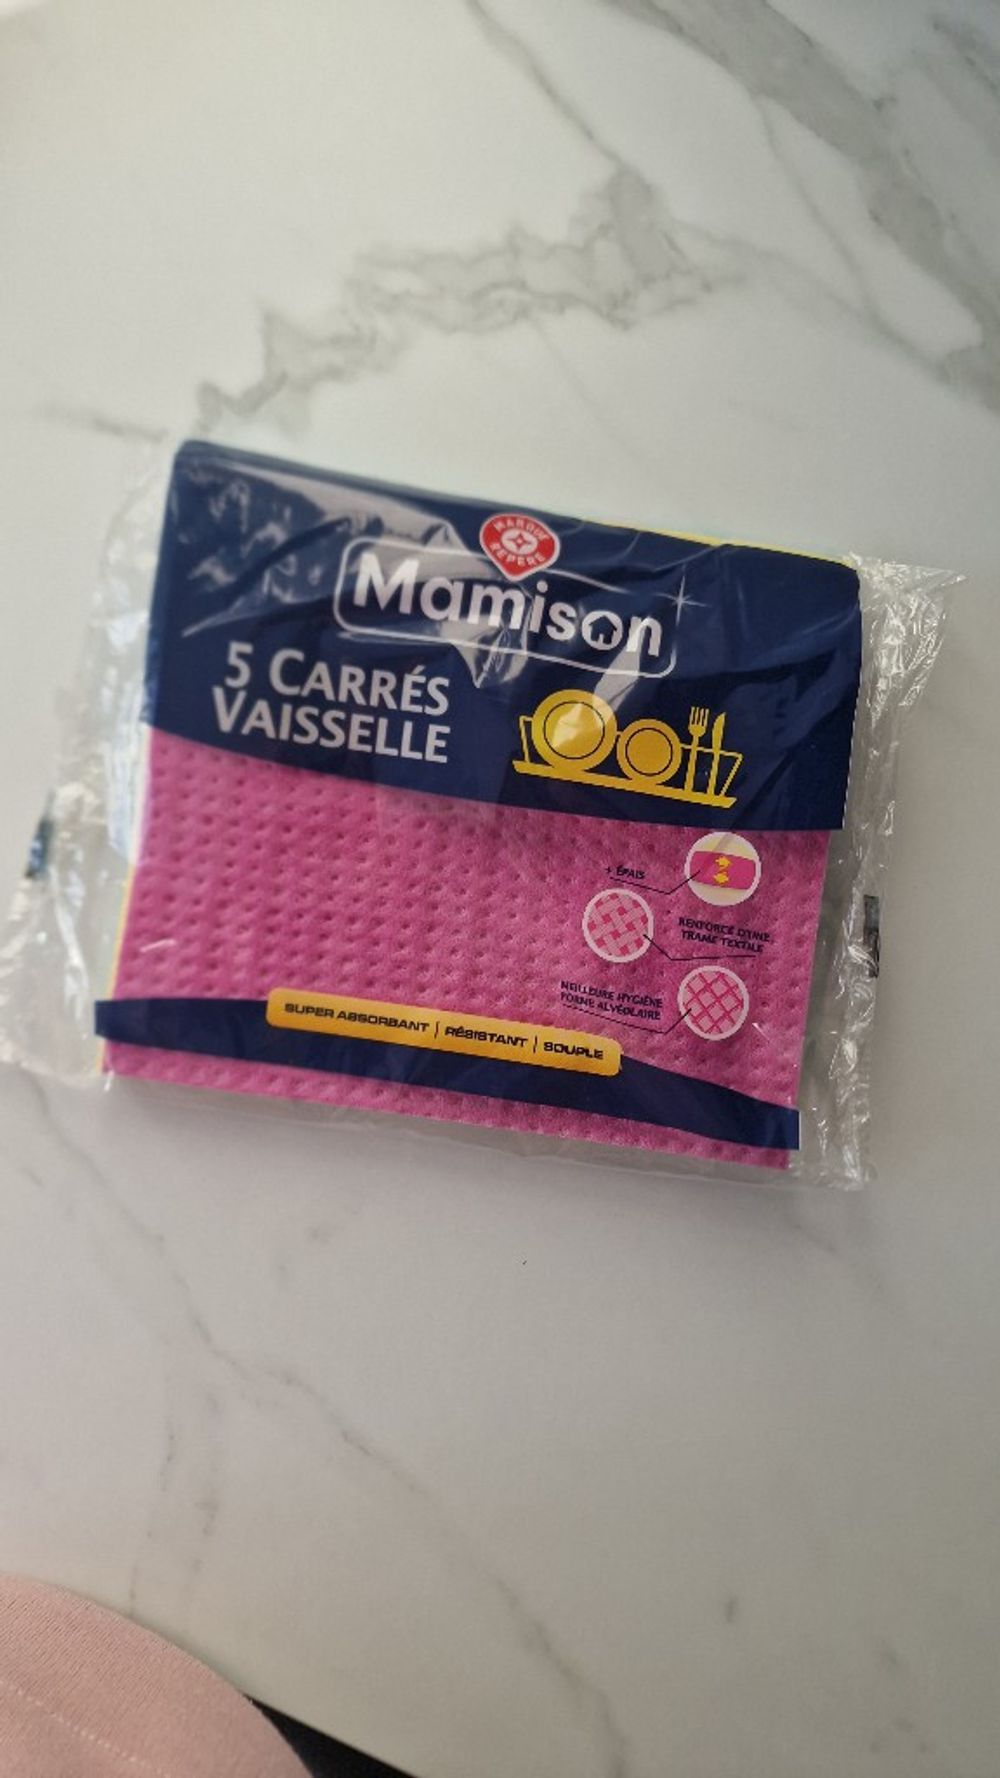 MARQUE
REPÈRE
Mamison
5 CARRÉS
VAISSELLE
+ ÉPAIS
RENFORCÉ D'UNE
TRAME TEXTILE
MEILLEURE HYGIÈNE
FORME ALVÉOLAIRE
SUPER ABSORBANT | RÉSISTANT | SOUPLE